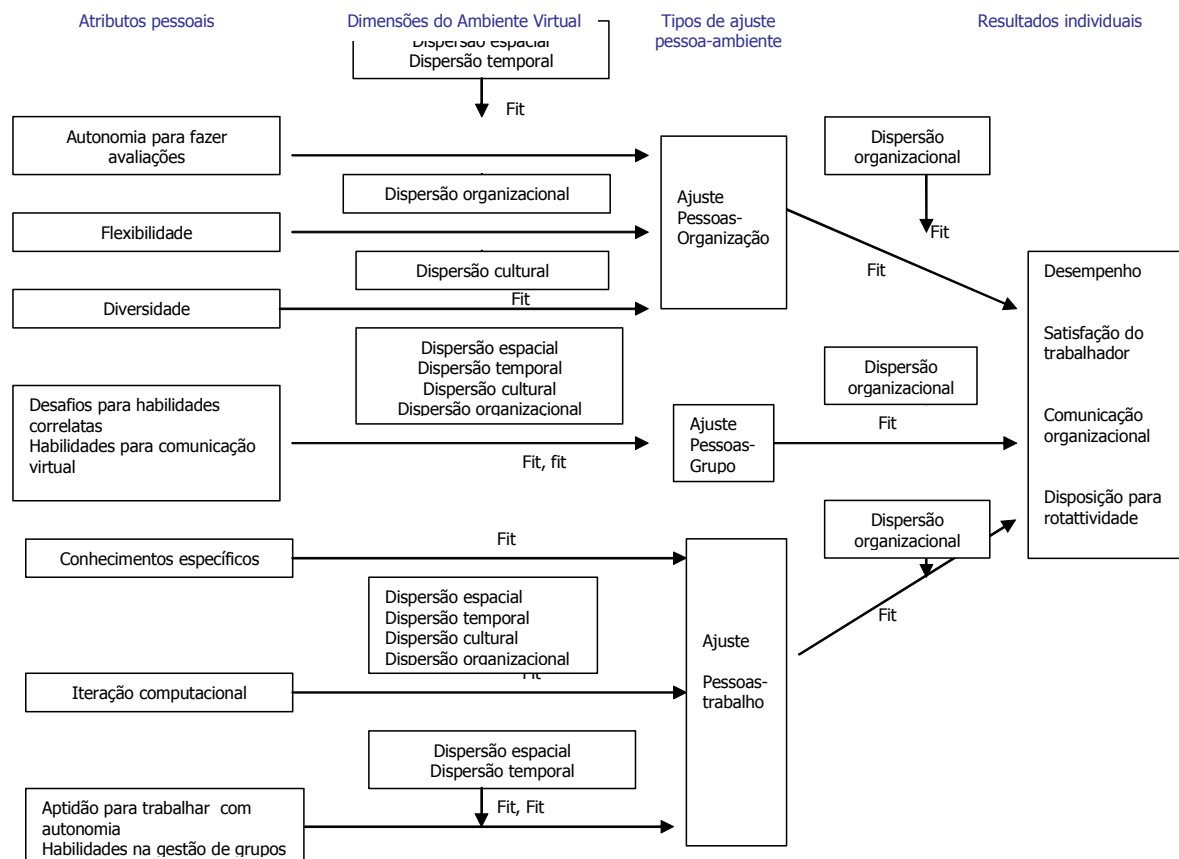 Atributos pessoais
Dimensões do Ambiente Virtual
Tipos de ajuste
pessoa-ambiente
Resultados individuais
Dispersão espacial
Dispersão temporal
Fit
Autonomia para fazer
avaliações
Dispersão organizacional
Flexibilidade
Dispersão cultural
Diversidade
Fit
Ajuste
Pessoas-
Organização
Dispersão
organizacional
Fit
Fit
Dispersão espacial
Dispersão temporal
Dispersão cultural
Dispersão organizacional
Desafios para habilidades
correlatas
Habilidades para comunicação
virtual
Fit, fit
Ajuste
Pessoas-
Grupo
Dispersão
organizacional
Fit
Desempenho
Satisfação do
trabalhador
Comunicação
organizacional
Disposição para
rotattividade
Conhecimentos específicos
Fit
Dispersão espacial
Dispersão temporal
Dispersão cultural
Dispersão organizacional
Fit
Iteração computacional
Ajuste
Pessoas-
trabalho
Dispersão
organizacional
Fit
Dispersão espacial
Dispersão temporal
Fit, Fit
Aptidão para trabalhar com
autonomia
Habilidades na gestão de grupos